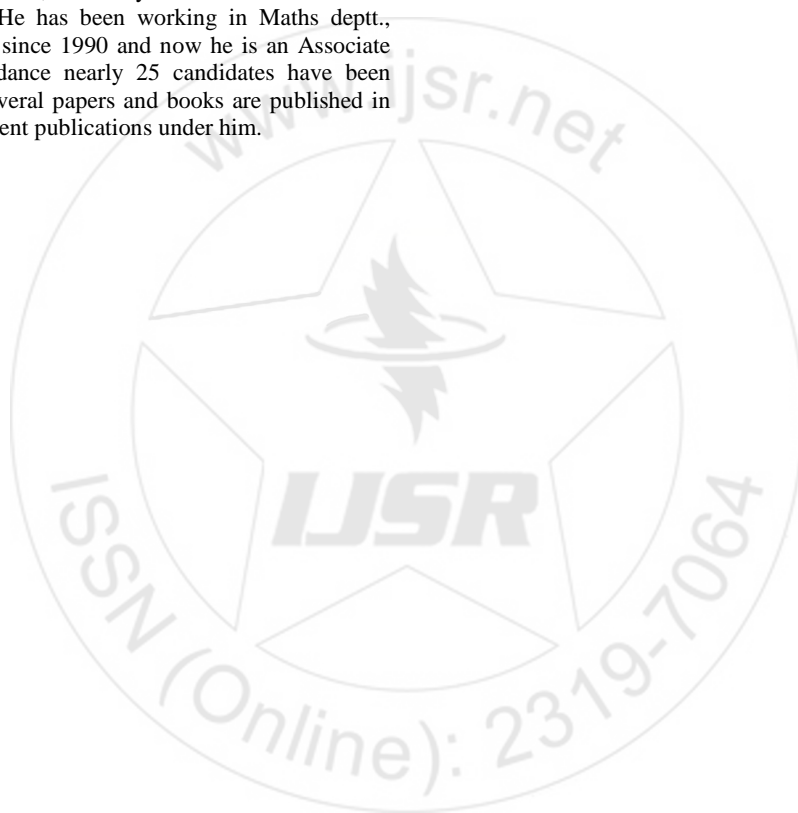 He has been working in Maths deptt.,
since 1990 and now he is an Associate
dance nearly 25 candidates have been
veral papers and books are published in
ent publications under him.
www.ijsr.net
IJSR
ISSN (Online): 2319-7064